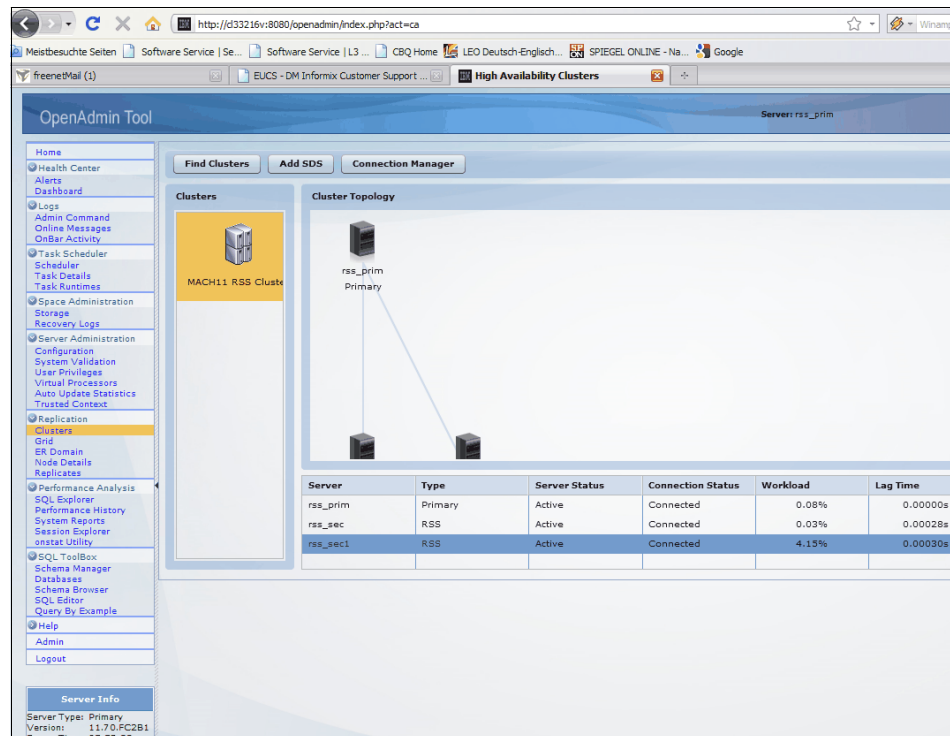 http://d33216v:8080/openadmin/index.php?act=ca
Meistbesuchte Seiten Software Service | Se... Software Service | L3 ... CBQ Home LEO Deutsch-Englisch... SPIEGEL ONLINE - Na... Google
freenetMail (1) EUCS - DM Informix Customer Support ... High Availability Clusters
OpenAdmin Tool
Server: rss_prim
Home
Health Center
Alerts
Dashboard
Logs
Admin Command
Online Messages
OnBar Activity
Task Scheduler
Scheduler
Task Details
Task Runtimes
Space Administration
Storage
Recovery Logs
Server Administration
Configuration
System Validation
User Privileges
Virtual Processors
Auto Update Statistics
Trusted Context
Replication
Clusters
Grid
ER Domain
Node Details
Replicates
Performance Analysis
SQL Explorer
Performance History
System Reports
Session Explorer
onstat Utility
SQL ToolBox
Schema Manager
Databases
Schema Browser
SQL Editor
Query By Example
Help
Admin
Logout
Server Info
Server Type: Primary
Version: 11.70.FC2B1
Find Clusters Add SDS Connection Manager
Clusters
MACH11 RSS Cluste
Cluster Topology
rss_prim
Primary
Server Type Server Status Connection Status Workload Lag Time
rss_prim Primary Active Connected 0.08% 0.00000s
rss_sec RSS Active Connected 0.03% 0.00028s
rss_sec1 RSS Active Connected 4.15% 0.00030s